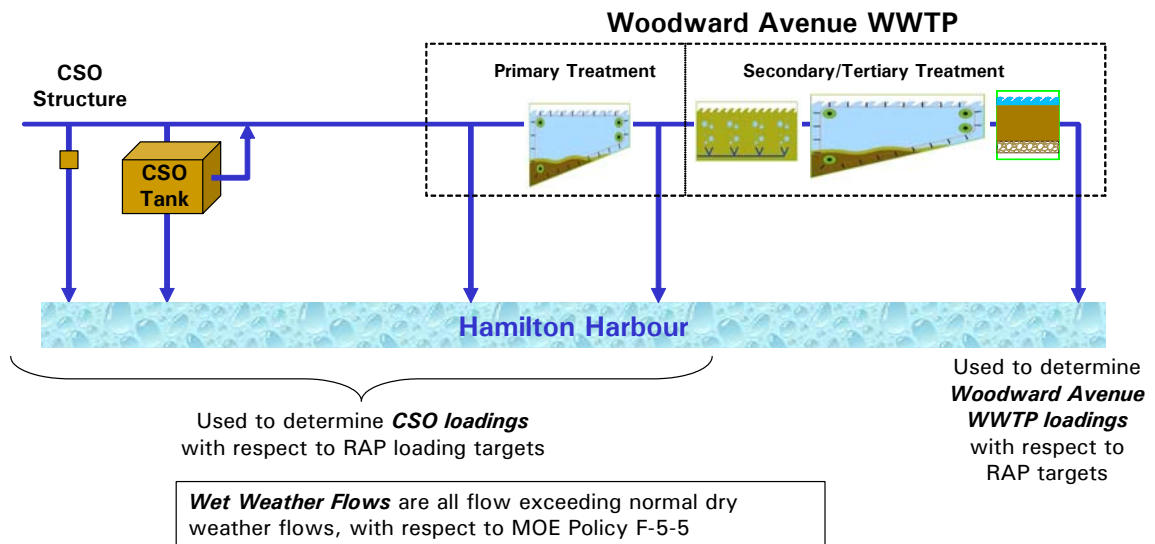 Woodward Avenue WWTP
CSO
Structure
Primary Treatment
Secondary/Tertiary Treatment
CSO
Tank
Hamilton Harbour
Used to determine CSO loadings
with respect to RAP loading targets
Used to determine
Woodward Avenue
WWTP loadings
with respect to
RAP targets
Wet Weather Flows are all flow exceeding normal dry
weather flows, with respect to MOE Policy F-5-5